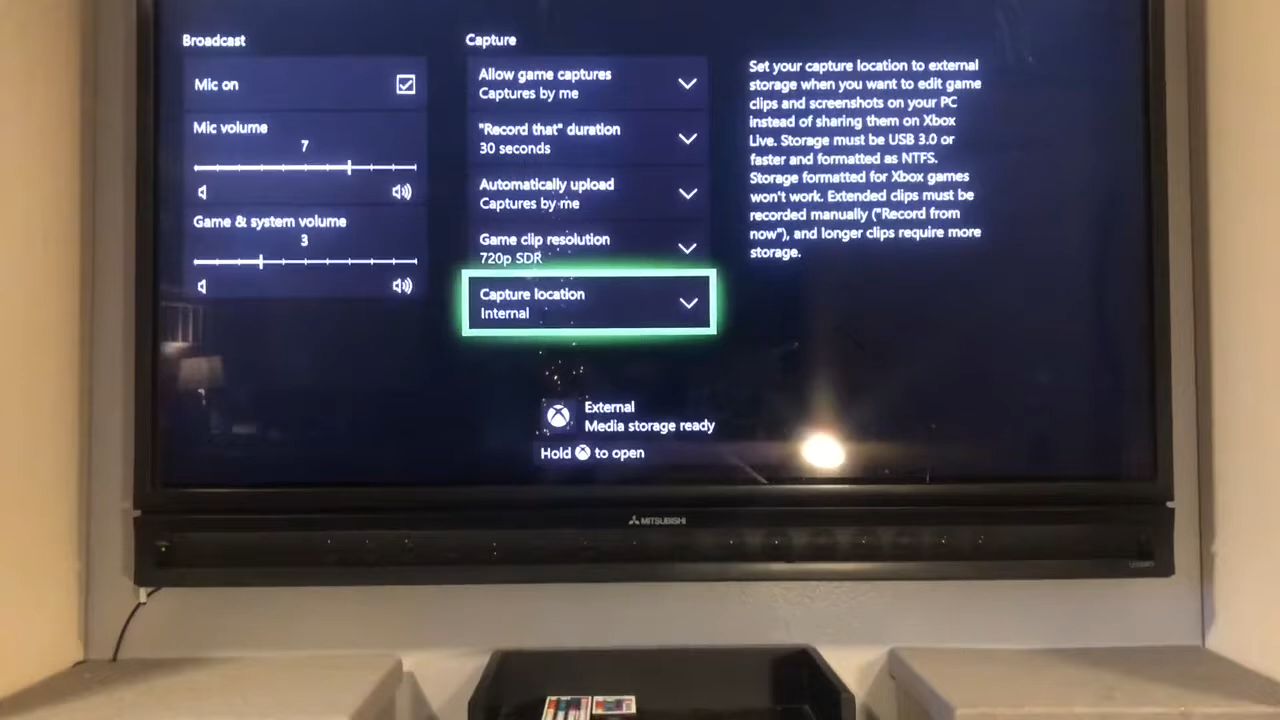 Broadcast
Mic on
Mic volume
7
Game & system volume
3
Capture
Allow game captures
Captures by me
"Record that" duration
30 seconds
Automatically upload
Captures by me
Game clip resolution
720p SDR
Capture location
Internal
Set your capture location to external
storage when you want to edit game
clips and screenshots on your PC
instead of sharing them on Xbox
Live. Storage must be USB 3.0 or
faster and formatted as NTFS.
Storage formatted for Xbox games
won't work. Extended clips must be
recorded manually ("Record from
now"), and longer clips require more
storage.
External
Media storage ready
Hold to open
MITSUBISHI